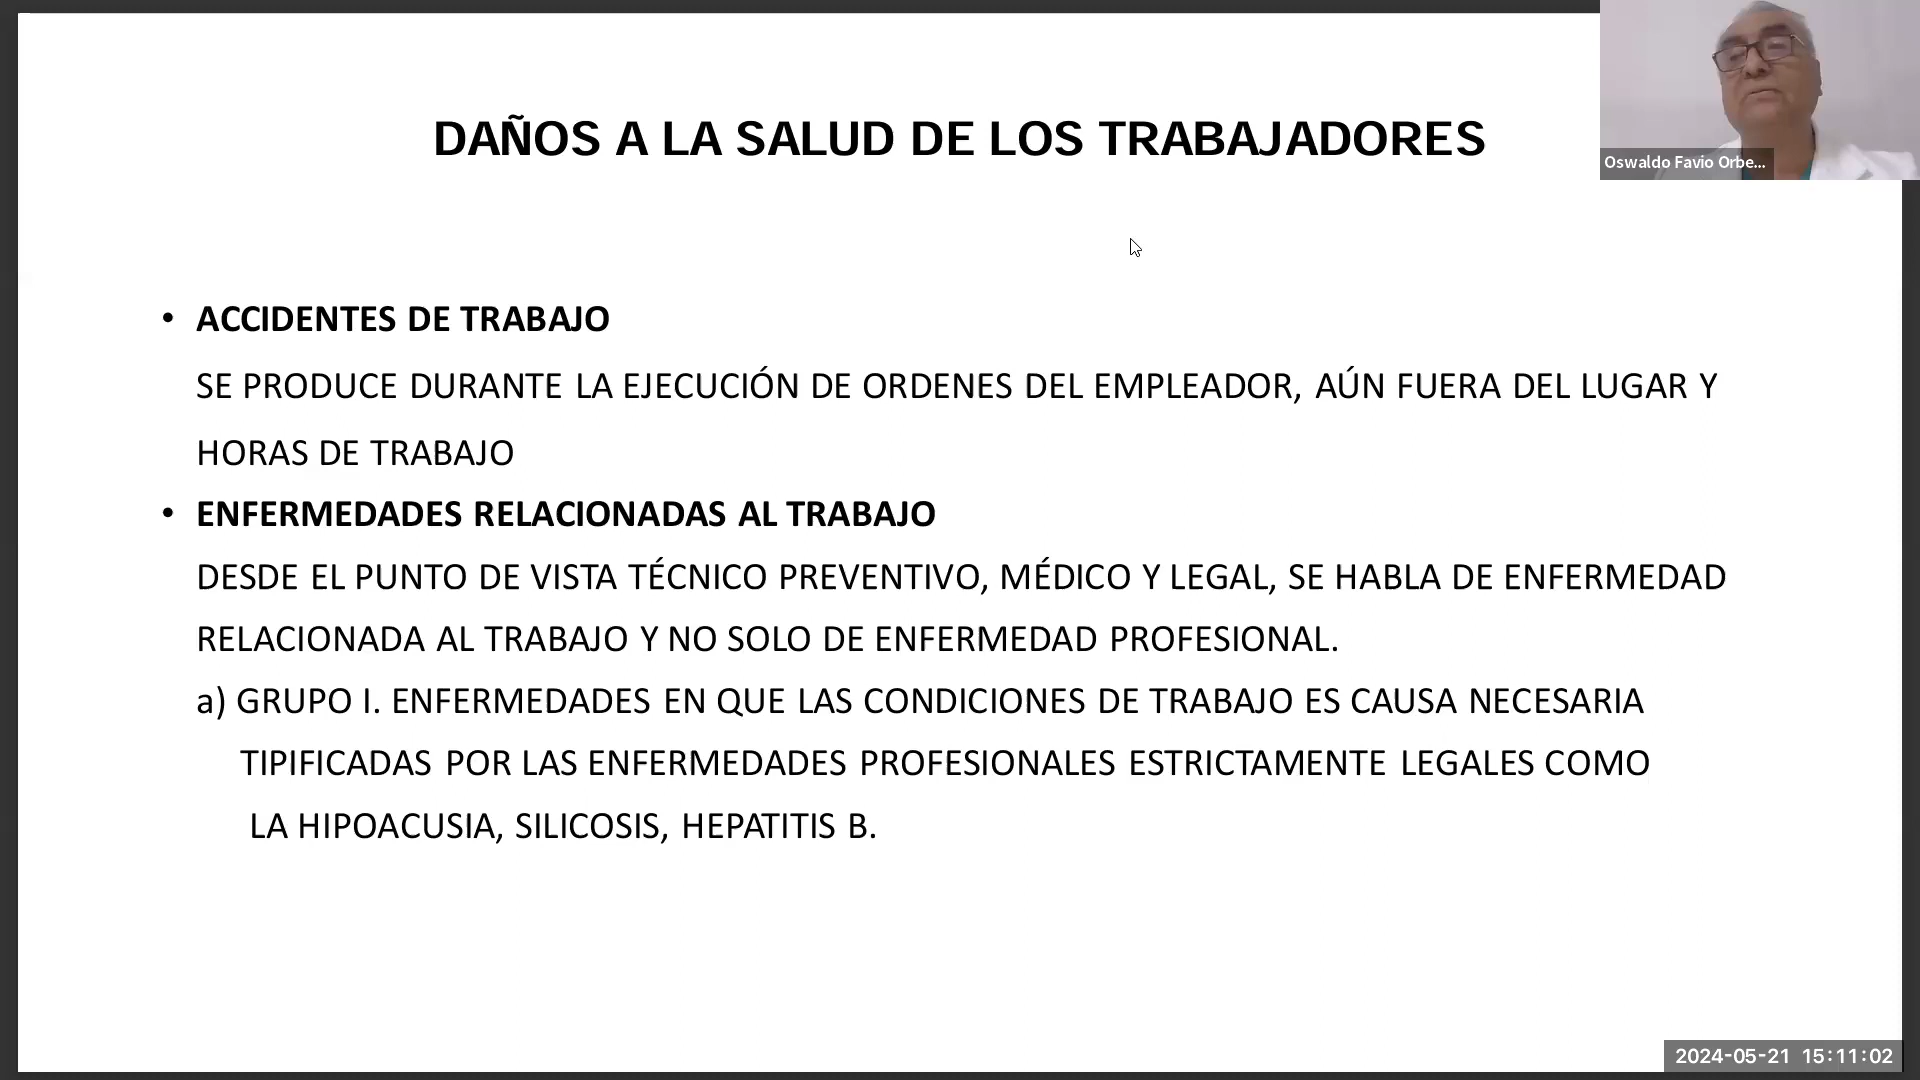 DAÑOS A LA SALUD DE LOS TRABAJADORES
Oswaldo Favio Orbe...
• ACCIDENTES DE TRABAJO
SE PRODUCE DURANTE LA EJECUCIÓN DE ORDENES DEL EMPLEADOR, AÚN FUERA DEL LUGAR Y
HORAS DE TRABAJO
• ENFERMEDADES RELACIONADAS AL TRABAJO
DESDE EL PUNTO DE VISTA TÉCNICO PREVENTIVO, MÉDICO Y LEGAL, SE HABLA DE ENFERMEDAD
RELACIONADA AL TRABAJO Y NO SOLO DE ENFERMEDAD PROFESIONAL.
a) GRUPO I. ENFERMEDADES EN QUE LAS CONDICIONES DE TRABAJO ES CAUSA NECESARIA
TIPIFICADAS POR LAS ENFERMEDADES PROFESIONALES ESTRICTAMENTE LEGALES COMO
LA HIPOACUSIA, SILICOSIS, HEPATITIS B.
2024-05-21 15:11:02